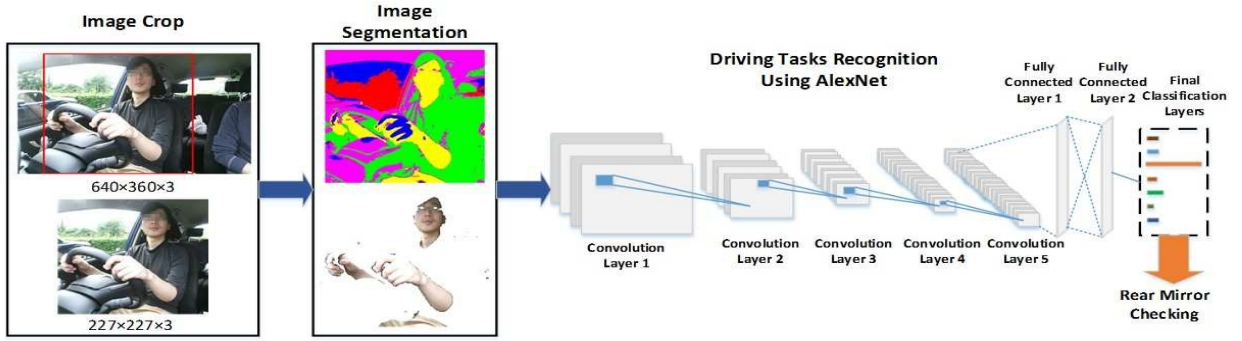 Image Crop
640×360×3
227×227×3
Image
Segmentation
Driving Tasks Recognition
Using AlexNet
Convolution
Layer 1
Convolution
Layer 2
Convolution
Layer 3
Convolution
Layer 4
Convolution
Layer 5
Fully
Connected
Layer 1
Fully
Connected
Layer 2
Final
Classification
Layers
Rear Mirror
Checking